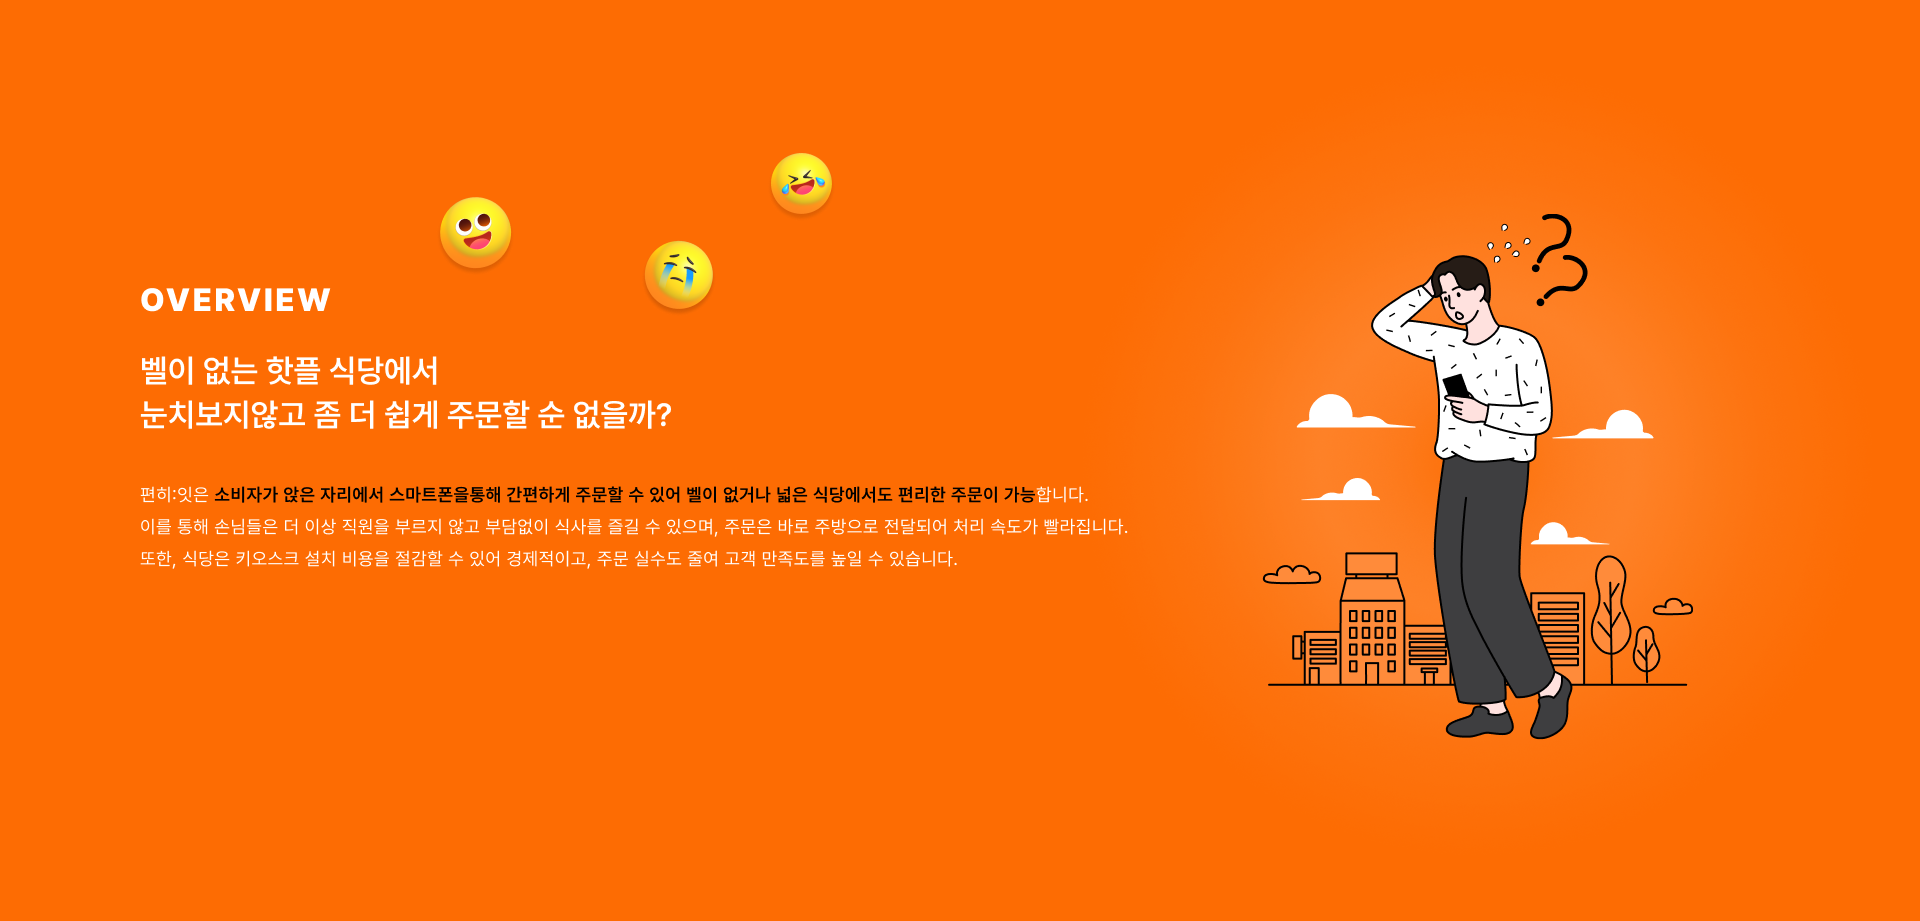 OVERVIEW
벨이 없는 핫플 식당에서
눈치보지않고 좀 더 쉽게 주문할 순 없을까?
편히:잇은 소비자가 앉은 자리에서 스마트폰을통해 간편하게 주문할 수 있어 벨이 없거나 넓은 식당에서도 편리한 주문이 가능합니다.
이를 통해 손님들은 더 이상 직원을 부르지 않고 부담없이 식사를 즐길 수 있으며, 주문은 바로 주방으로 전달되어 처리 속도가 빨라집니다.
또한, 식당은 키오스크 설치 비용을 절감할 수 있어 경제적이고, 주문 실수도 줄여 고객 만족도를 높일 수 있습니다.